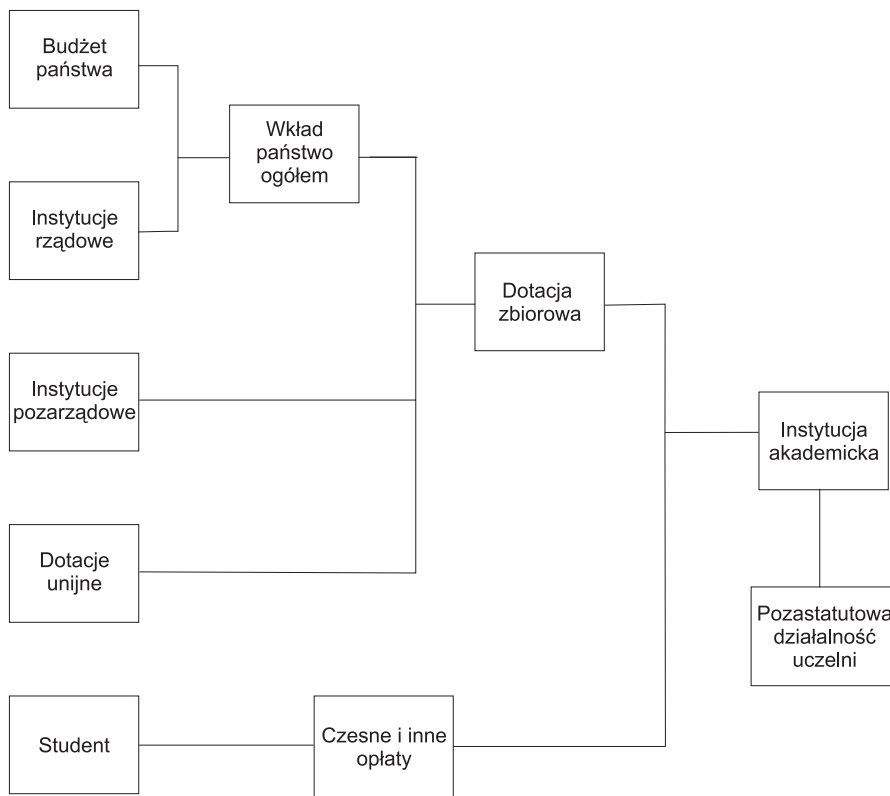 Budżet
państwa
Wkład
państwo
ogółem
Instytucje
rządowe
Dotacja
zbiorowa
Instytucje
pozarządowe
Instytucja
akademicka
Dotacje
unijne
Pozastatutowa
działalność
uczelni
Student
Czesne i inne
opłaty